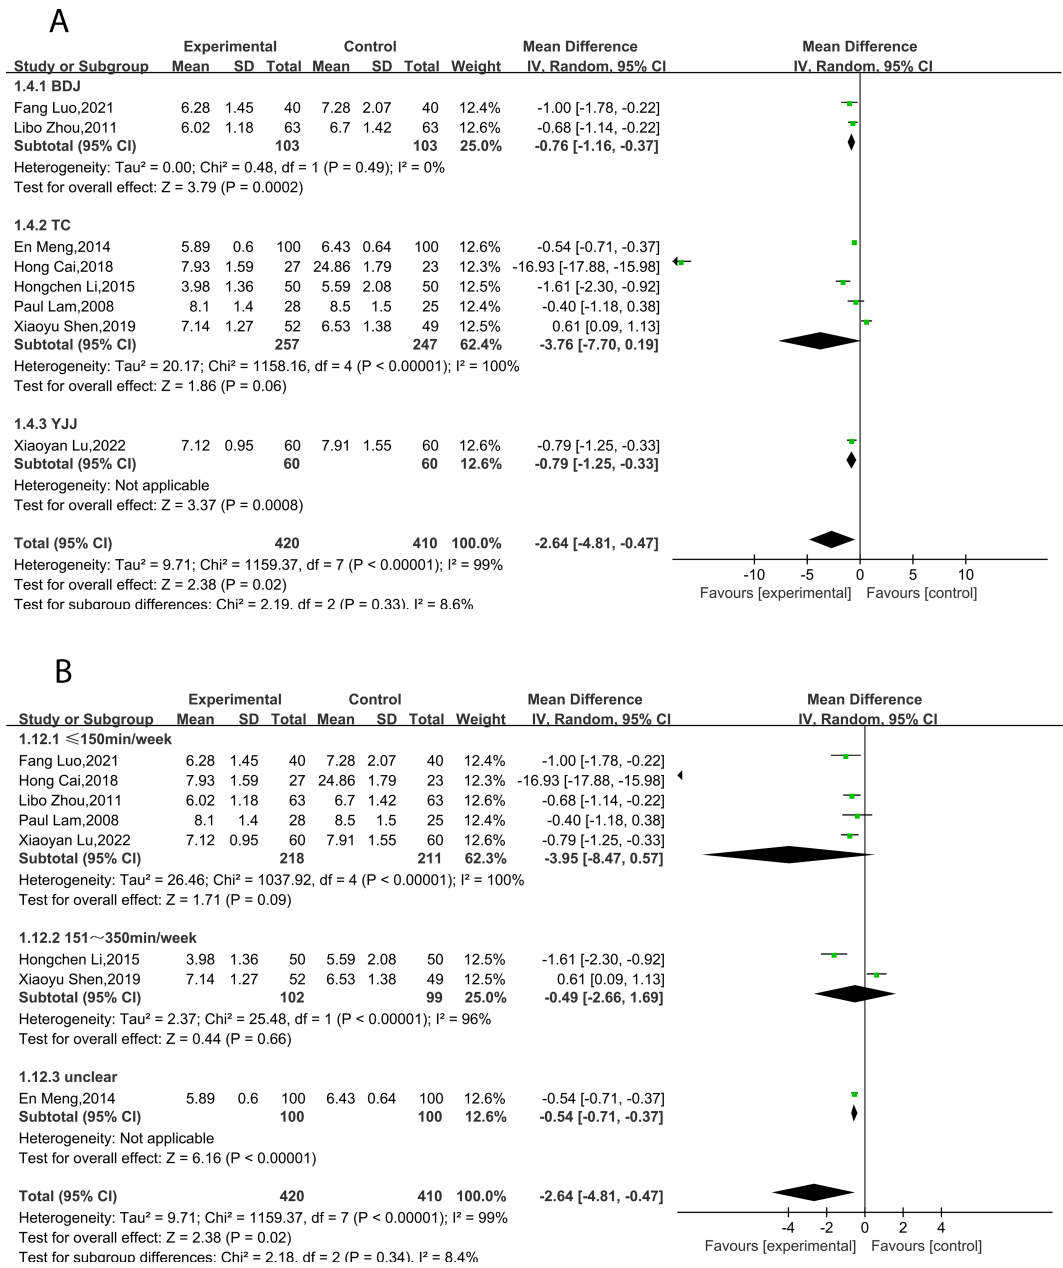 A
Experimental Control Mean Difference Mean Difference
Study or Subgroup Mean SD Total Mean SD Total Weight IV, Random, 95% CI IV, Random, 95% CI
1.4.1 BDJ
Fang Luo,2021 6.28 1.45 40 7.28 2.07 40 12.4% -1.00 [-1.78, -0.22]
Libo Zhou,2011 6.02 1.18 63 6.7 1.42 63 12.6% -0.68 [-1.14, -0.22]
Subtotal (95% CI) 103 103 25.0% -0.76 [-1.16, -0.37]
Heterogeneity: Tau² = 0.00; Chi² = 0.48, df = 1 (P = 0.49); I² = 0%
Test for overall effect: Z = 3.79 (P = 0.0002)
1.4.2 TC
En Meng,2014 5.89 0.6 100 6.43 0.64 100 12.6% -0.54 [-0.71, -0.37]
Hong Cai,2018 7.93 1.59 27 24.86 1.79 23 12.3% -16.93 [-17.88, -15.98]
Hongchen Li,2015 3.98 1.36 50 5.59 2.08 50 12.5% -1.61 [-2.30, -0.92]
Paul Lam,2008 8.1 1.4 28 8.5 1.5 25 12.4% -0.40 [-1.18, 0.38]
Xiaoyu Shen,2019 7.14 1.27 52 6.53 1.38 49 12.5% 0.61 [0.09, 1.13]
Subtotal (95% CI) 257 247 62.4% -3.76 [-7.70, 0.19]
Heterogeneity: Tau² = 20.17; Chi² = 1158.16, df = 4 (P < 0.00001); I² = 100%
Test for overall effect: Z = 1.86 (P = 0.06)
1.4.3 YJJ
Xiaoyan Lu,2022 7.12 0.95 60 7.91 1.55 60 12.6% -0.79 [-1.25, -0.33]
Subtotal (95% CI) 60 60 12.6% -0.79 [-1.25, -0.33]
Heterogeneity: Not applicable
Test for overall effect: Z = 3.37 (P = 0.0008)
Total (95% CI) 420 410 100.0% -2.64 [-4.81, -0.47]
Heterogeneity: Tau² = 9.71; Chi² = 1159.37, df = 7 (P < 0.00001); I² = 99%
Test for overall effect: Z = 2.38 (P = 0.02)
Test for subgroup differences: Chi² = 2.19, df = 2 (P = 0.33), I² = 8.6%
-10 -5 0 5 10
Favours [experimental] Favours [control]
B
Experimental Control Mean Difference Mean Difference
Study or Subgroup Mean SD Total Mean SD Total Weight IV, Random, 95% CI IV, Random, 95% CI
1.12.1 ≤150min/week
Fang Luo,2021 6.28 1.45 40 7.28 2.07 40 12.4% -1.00 [-1.78, -0.22]
Hong Cai,2018 7.93 1.59 27 24.86 1.79 23 12.3% -16.93 [-17.88, -15.98]
Libo Zhou,2011 6.02 1.18 63 6.7 1.42 63 12.6% -0.68 [-1.14, -0.22]
Paul Lam,2008 8.1 1.4 28 8.5 1.5 25 12.4% -0.40 [-1.18, 0.38]
Xiaoyan Lu,2022 7.12 0.95 60 7.91 1.55 60 12.6% -0.79 [-1.25, -0.33]
Subtotal (95% CI) 218 211 62.3% -3.95 [-8.47, 0.57]
Heterogeneity: Tau² = 26.46; Chi² = 1037.92, df = 4 (P < 0.00001); I² = 100%
Test for overall effect: Z = 1.71 (P = 0.09)
1.12.2 151～350min/week
Hongchen Li,2015 3.98 1.36 50 5.59 2.08 50 12.5% -1.61 [-2.30, -0.92]
Xiaoyu Shen,2019 7.14 1.27 52 6.53 1.38 49 12.5% 0.61 [0.09, 1.13]
Subtotal (95% CI) 102 99 25.0% -0.49 [-2.66, 1.69]
Heterogeneity: Tau² = 2.37; Chi² = 25.48, df = 1 (P < 0.00001); I² = 96%
Test for overall effect: Z = 0.44 (P = 0.66)
1.12.3 unclear
En Meng,2014 5.89 0.6 100 6.43 0.64 100 12.6% -0.54 [-0.71, -0.37]
Subtotal (95% CI) 100 100 12.6% -0.54 [-0.71, -0.37]
Heterogeneity: Not applicable
Test for overall effect: Z = 6.16 (P < 0.00001)
Total (95% CI) 420 410 100.0% -2.64 [-4.81, -0.47]
Heterogeneity: Tau² = 9.71; Chi² = 1159.37, df = 7 (P < 0.00001); I² = 99%
Test for overall effect: Z = 2.38 (P = 0.02)
Test for subgroup differences: Chi² = 2.18, df = 2 (P = 0.34), I² = 8.4%
-4 -2 0 2 4
Favours [experimental] Favours [control]